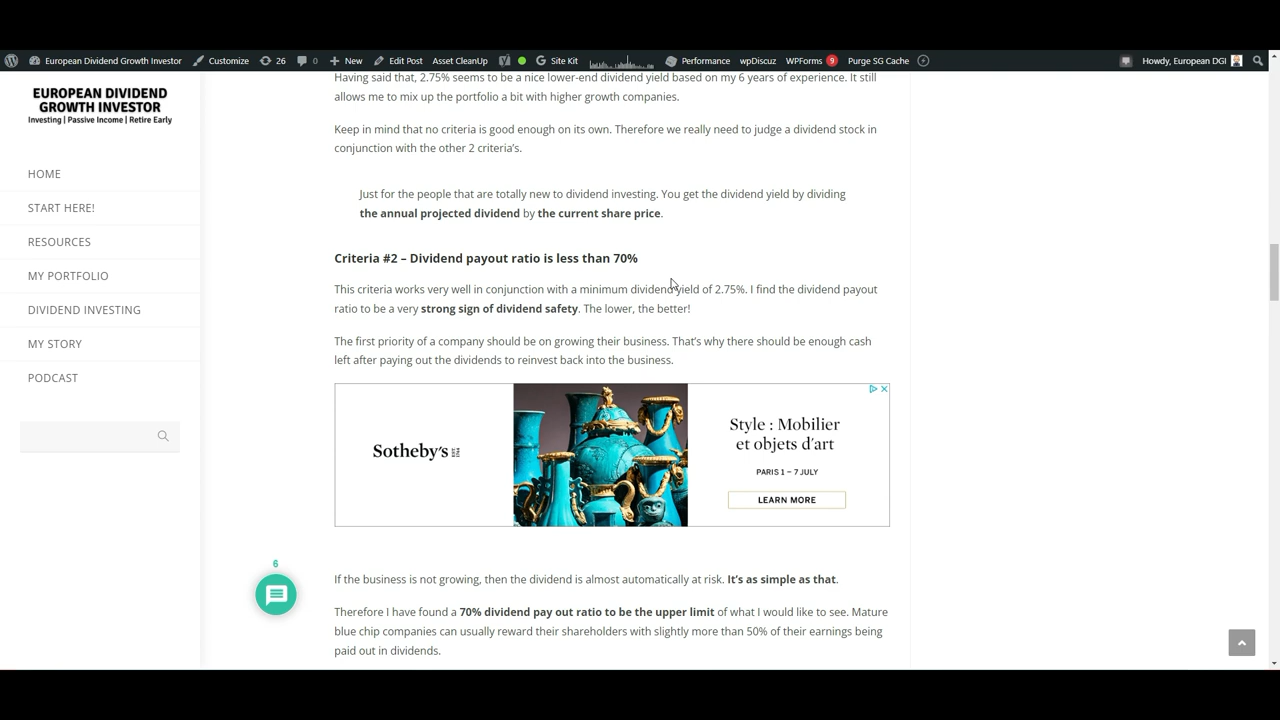 European Dividend Growth Investor
Customize
26
0
New
Edit Post
Asset CleanUp
Site Kit
Performance
wpDiscuz
WPForms
9
Purge SG Cache
Howdy, European DGI
EUROPEAN DIVIDEND
GROWTH INVESTOR
Investing | Passive Income | Retire Early
HOME
START HERE!
RESOURCES
MY PORTFOLIO
DIVIDEND INVESTING
MY STORY
PODCAST
Having said that, 2.75% seems to be a nice lower-end dividend yield based on my 6 years of experience. It still
allows me to mix up the portfolio a bit with higher growth companies.
Keep in mind that no criteria is good enough on its own. Therefore we really need to judge a dividend stock in
conjunction with the other 2 criteria's.
Just for the people that are totally new to dividend investing. You get the dividend yield by dividing
the annual projected dividend by the current share price.
Criteria #2 – Dividend payout ratio is less than 70%
This criteria works very well in conjunction with a minimum dividend yield of 2.75%. I find the dividend payout
ratio to be a very strong sign of dividend safety. The lower, the better!
The first priority of a company should be on growing their business. That's why there should be enough cash
left after paying out the dividends to reinvest back into the business.
Sotheby's
Style : Mobilier
et objets d'art
PARIS 1 – 7 JULY
LEARN MORE
6
If the business is not growing, then the dividend is almost automatically at risk. It's as simple as that.
Therefore I have found a 70% dividend pay out ratio to be the upper limit of what I would like to see. Mature
blue chip companies can usually reward their shareholders with slightly more than 50% of their earnings being
paid out in dividends.